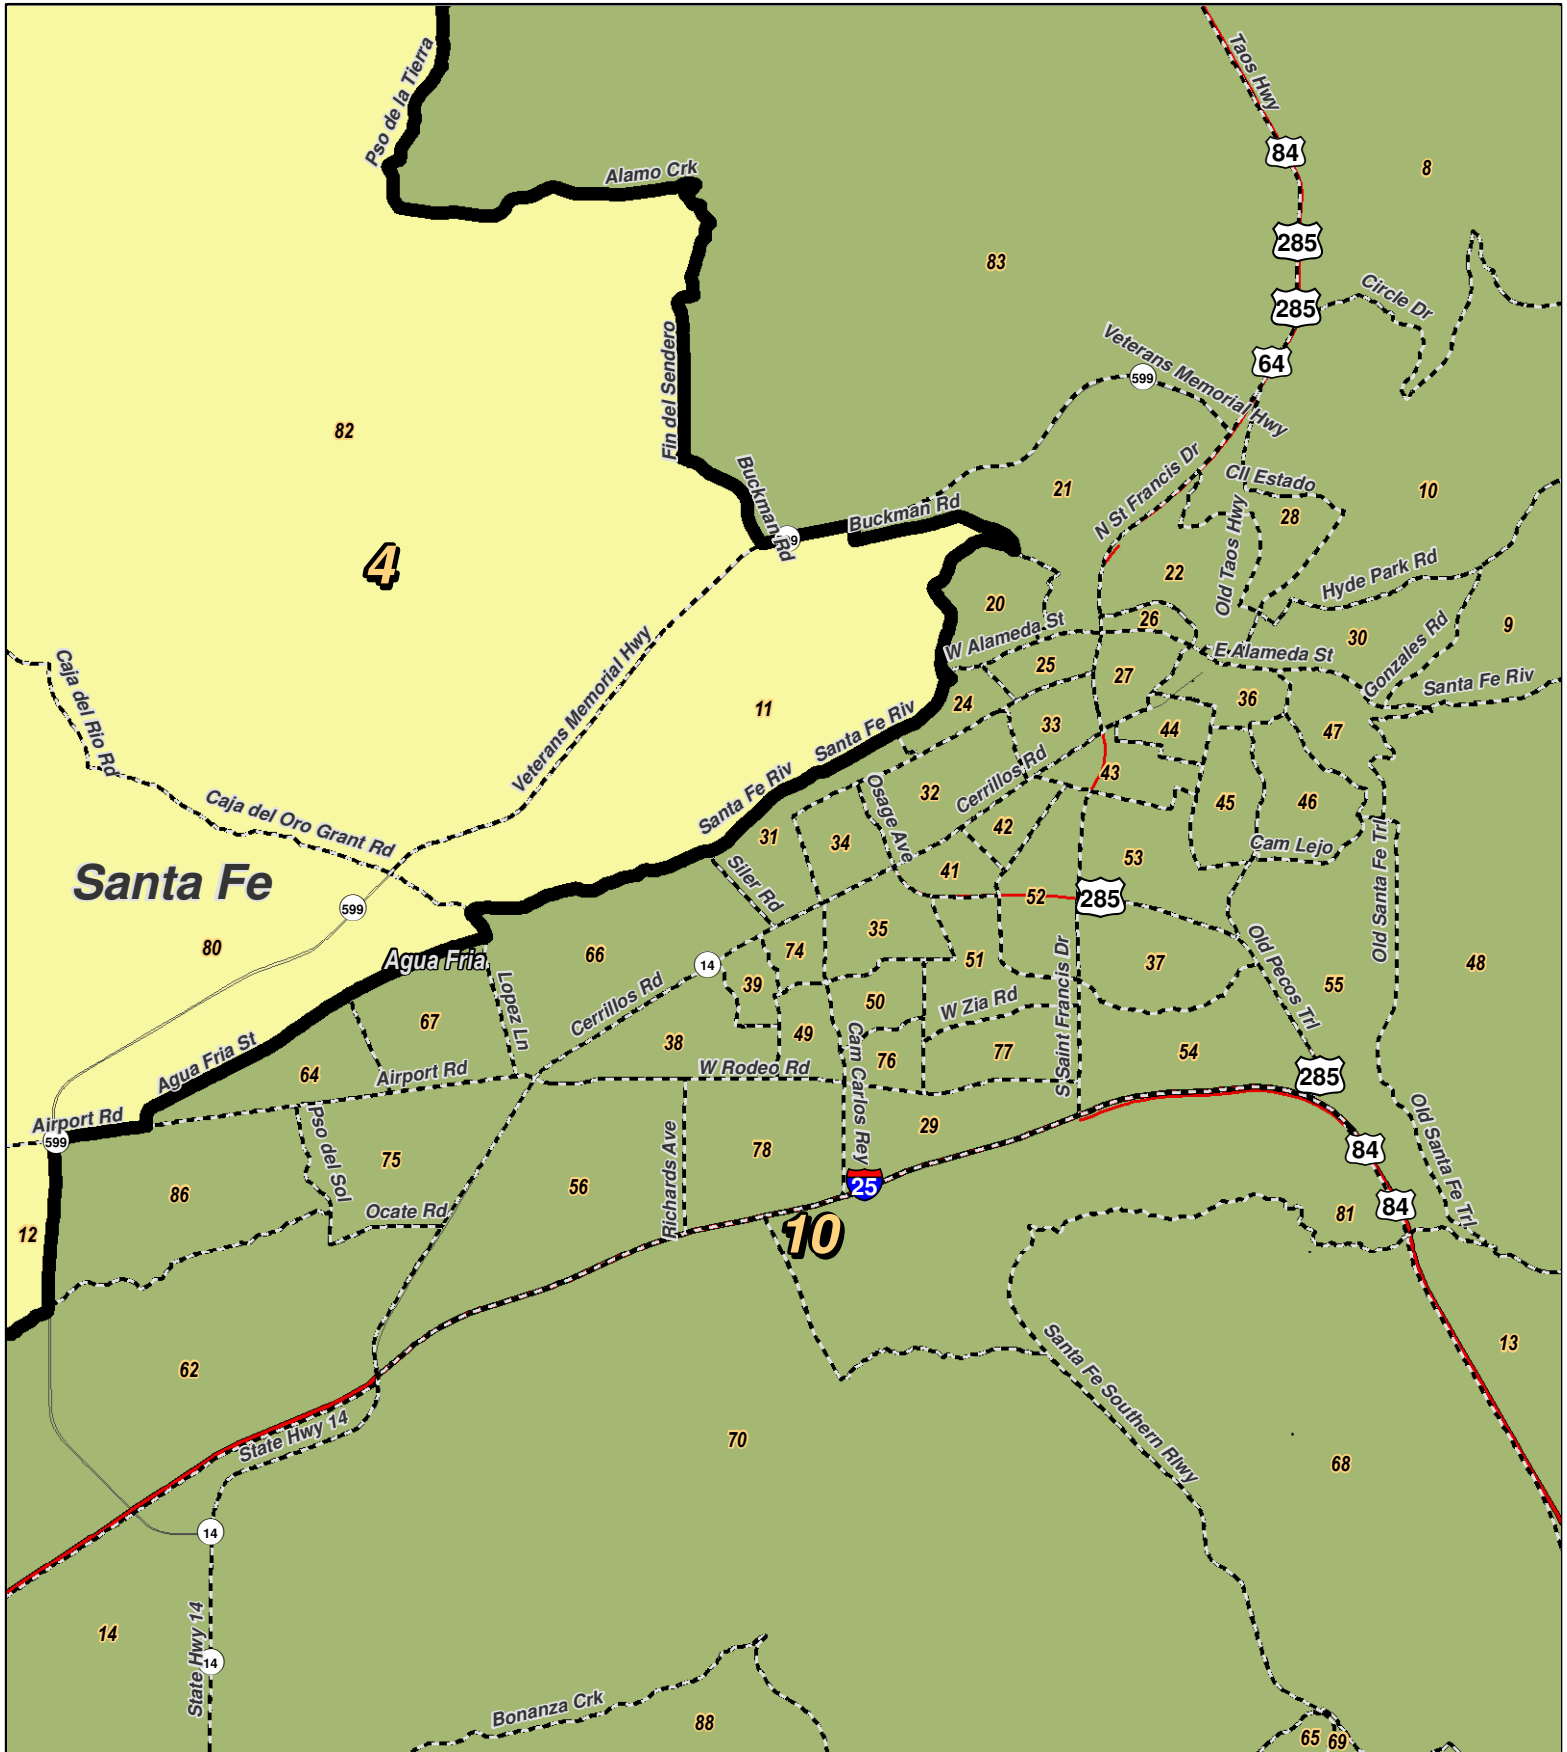 Pso de la Tierra
Taos Hwy
84
8
Alamo Crk
285
83
Circle Dr
285
Fin del Sendero
Veterans Memorial Hwy
64
599
82
Buckman Rd
N St Francis Dr
Cll Estado
21
10
Buckman Rd
28
4
Old Taos Hwy
Hyde Park Rd
22
20
26
W Alameda St
30
9
Gonzales Rd
E Alameda St
25
27
Santa Fe Riv
Caja del Rio Rd
Veterans Memorial Hwy
11
24
36
33
44
47
Santa Fe Riv
43
Cerrillos Rd
32
45
46
Santa Fe Riv
Caja del Oro Grant Rd
Osage Ave
31
34
42
Cam Lejo
53
Old Santa Fe Trl
41
Santa Fe
Siler Rd
52
285
599
35
80
Agua Fria
66
74
51
37
Old Pecos Trl
48
14
39
50
55
Lopez Ln
Cerrillos Rd
W Zia Rd
S Saint Francis Dr
67
49
38
Cam Carlos Rey
76
77
54
64
Agua Fria St
Airport Rd
W Rodeo Rd
285
Airport Rd
599
Pso del Sol
29
Old Santa Fe Trl
75
78
84
Richards Ave
56
25
86
Ocate Rd
84
81
12
10
62
13
Santa Fe Southern Rlwy
State Hwy 14
70
68
14
14
State Hwy 14
14
Bonanza Crk
88
65
69